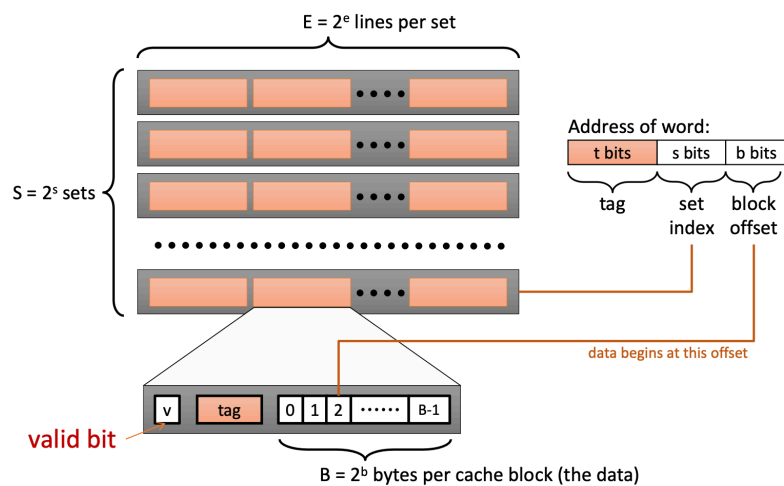 E = 2ᵉ lines per set
S = 2ˢ sets
Address of word:
t bits s bits b bits
tag set block
index offset
data begins at this offset
v tag 0 1 2 •••••• B-1
valid bit
B = 2ᵇ bytes per cache block (the data)